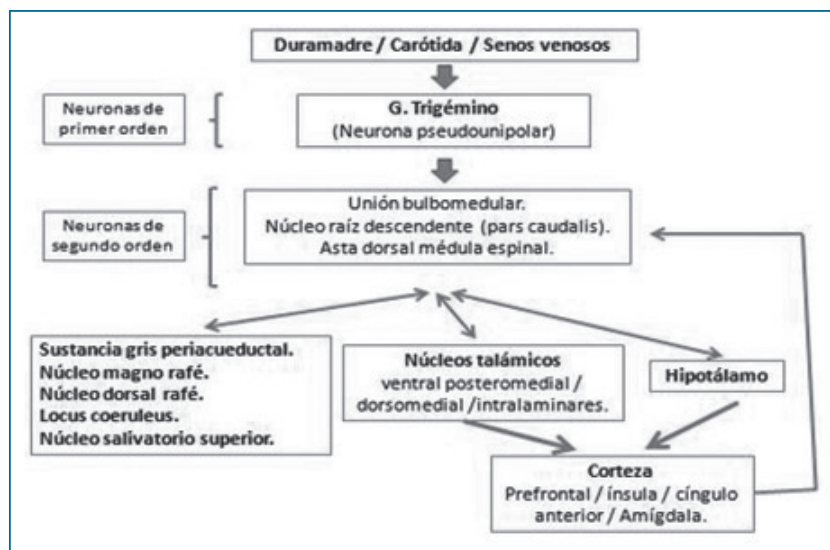 Duramadre / Carótida / Senos venosos
Neuronas de
primer orden
G. Trigémino
(Neurona pseudounipolar)
Neuronas de
segundo orden
Unión bulbomedular.
Núcleo raíz descendente (pars caudalis).
Asta dorsal médula espinal.
Sustancia gris periacueductal.
Núcleo magno rafé.
Núcleo dorsal rafé.
Locus coeruleus.
Núcleo salivatorio superior.
Núcleos talámicos
ventral posteromedial /
dorsomedial /intralaminares.
Hipotálamo
Corteza
Prefrontal / ínsula / cíngulo
anterior / Amígdala.